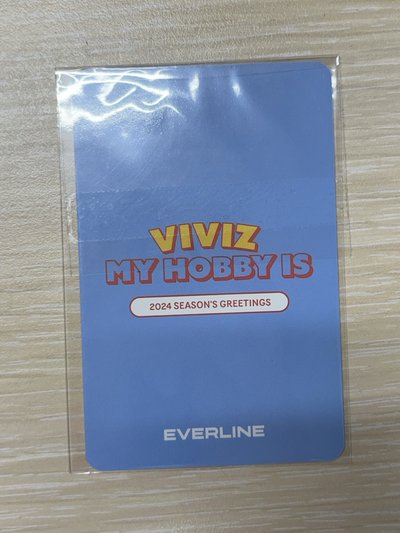 VIVIZ
MY HOBBY IS
2024 SEASON'S GREETINGS
EVERLINE